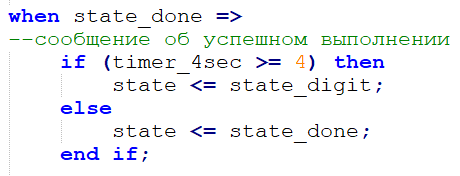 when state_done =>
--сообщение об успешном выполнении
if (timer_4sec >= 4) then
state <= state_digit;
else
state <= state_done;
end if;